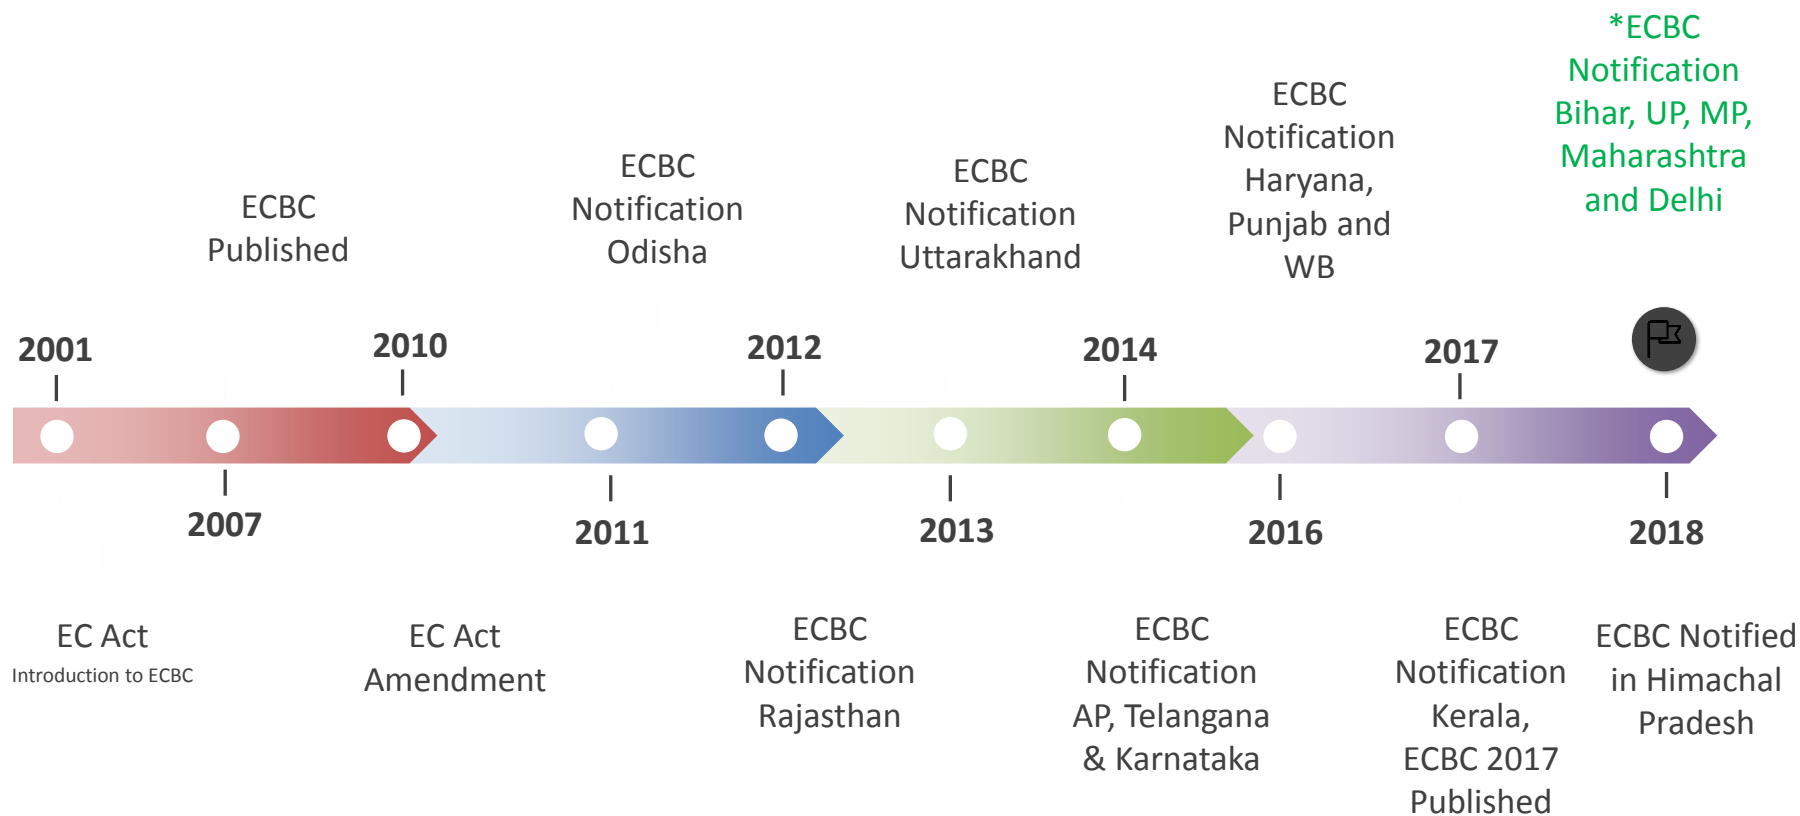 *ECBC
Notification
Bihar, UP, MP,
Maharashtra
and Delhi
ECBC
Notification
Haryana,
Punjab and
WB
ECBC
Notification
Odisha
ECBC
Notification
Uttarakhand
ECBC
Published
2001
2010
2012
2014
2017
2007
2011
2013
2016
2018
EC Act
Introduction to ECBC
EC Act
Amendment
ECBC
Notification
Rajasthan
ECBC
Notification
AP, Telangana
& Karnataka
ECBC
Notification
Kerala,
ECBC 2017
Published
ECBC Notified
in Himachal
Pradesh